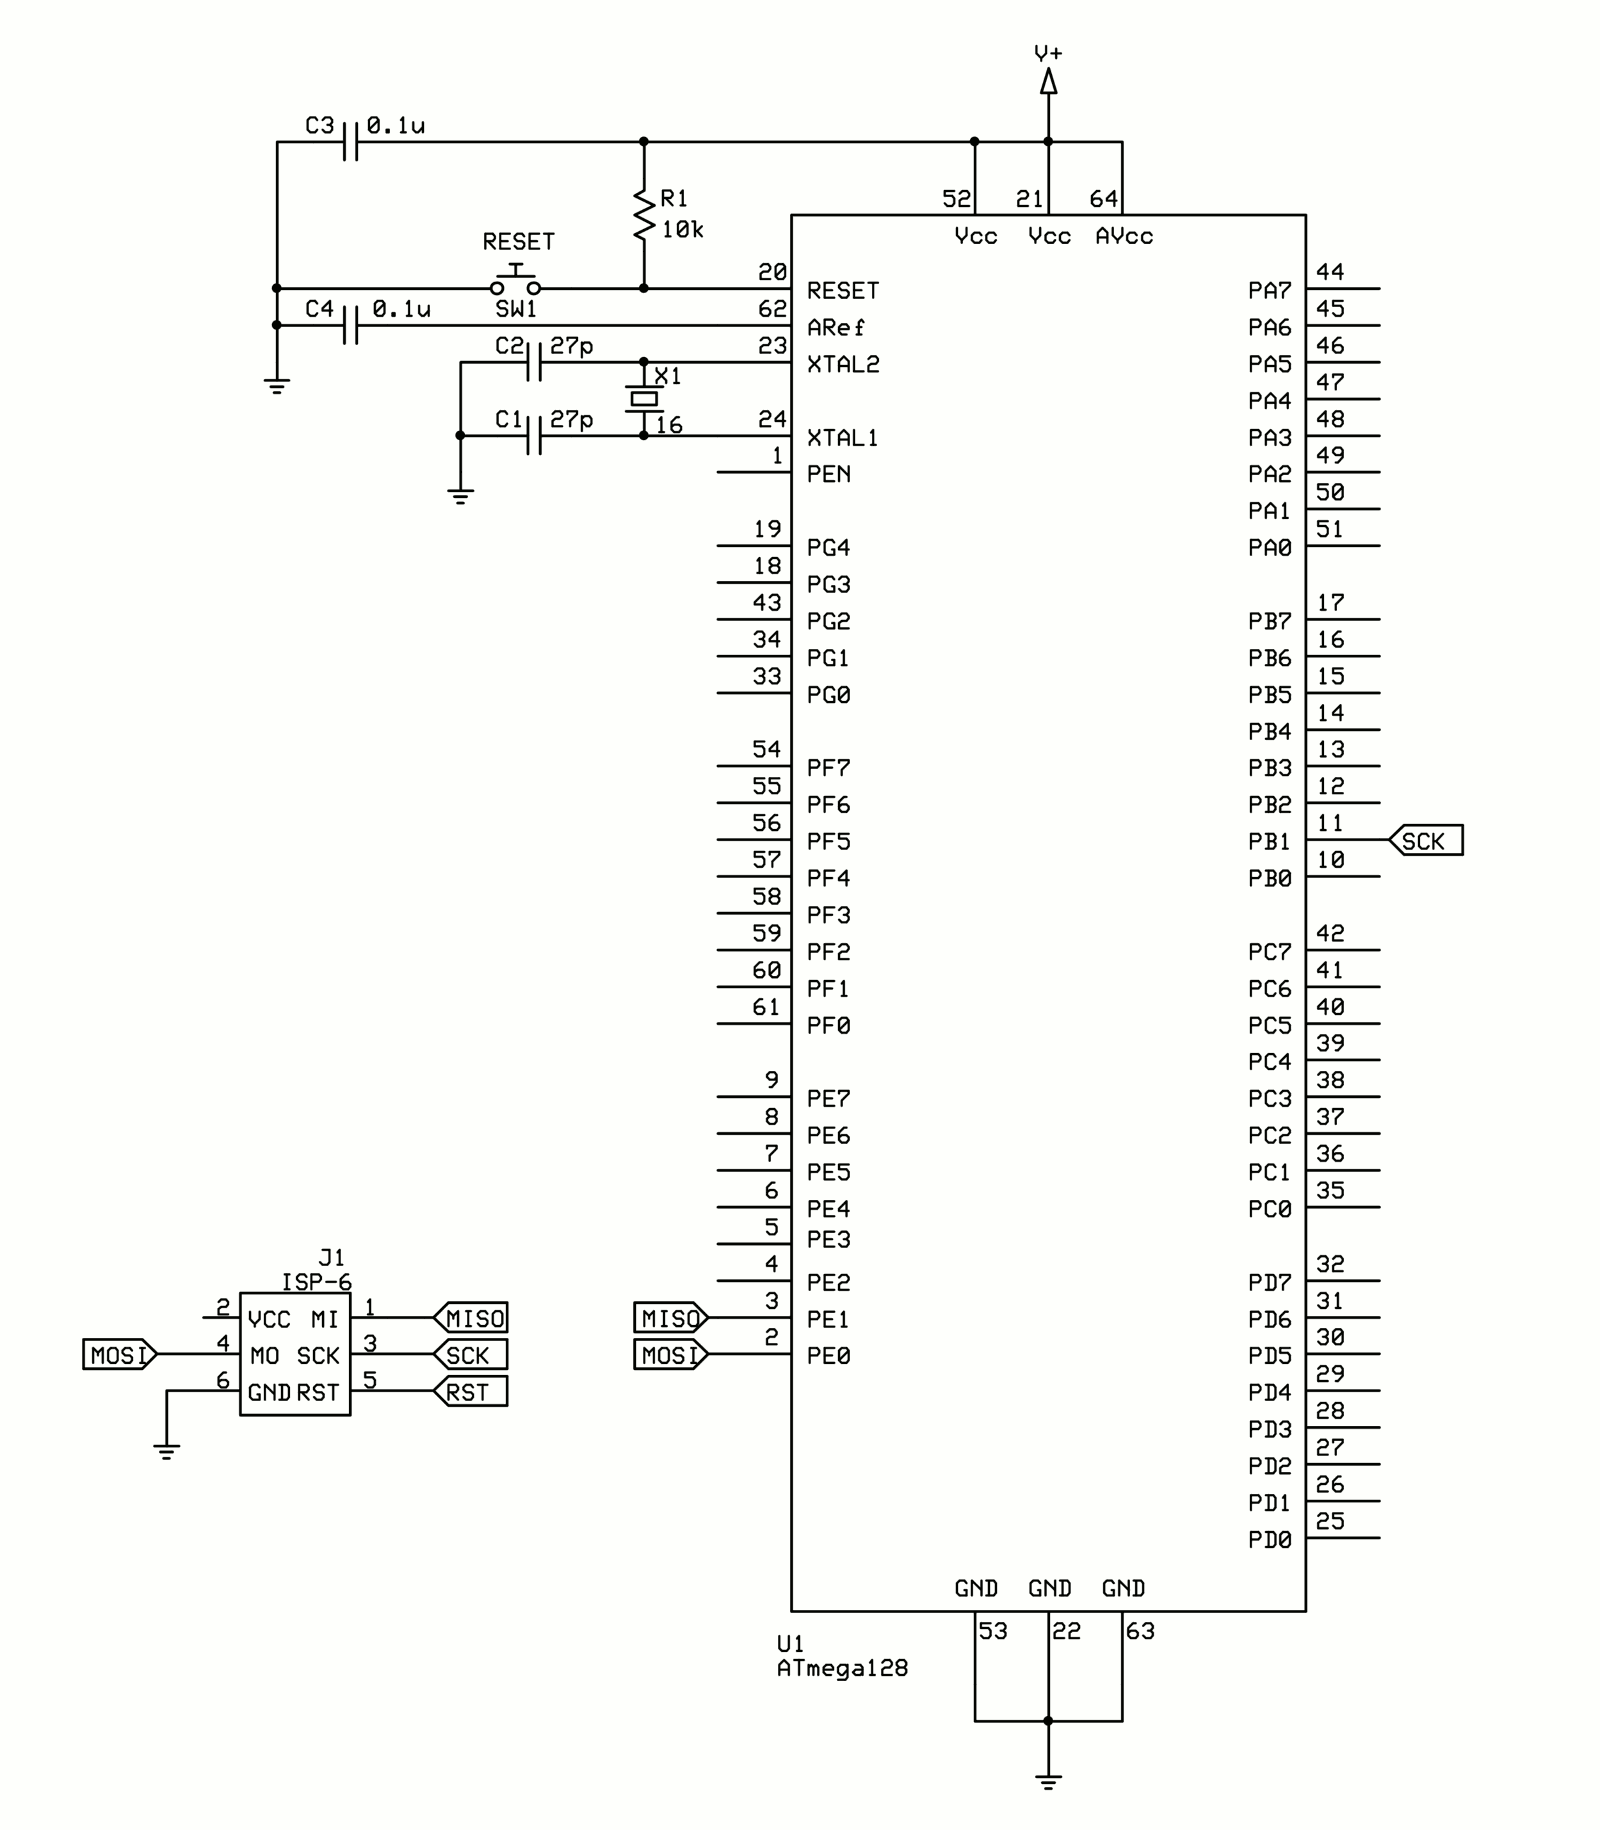 V+
C3 0.1u
R1
10k
52 21 64
Vcc Vcc AVcc
RESET
SW1
20 RESET
C4 0.1u
62 ARef
C2 27p
23 XTAL2
X1
16
C1 27p
24 XTAL1
1 PEN
19 PG4
18 PG3
43 PG2
34 PG1
33 PG0
54 PF7
55 PF6
56 PF5
57 PF4
58 PF3
59 PF2
60 PF1
61 PF0
9 PE7
8 PE6
7 PE5
6 PE4
5 PE3
4 PE2
MISO 3 PE1
MOSI 2 PE0
PA7 44
PA6 45
PA5 46
PA4 47
PA3 48
PA2 49
PA1 50
PA0 51
PB7 17
PB6 16
PB5 15
PB4 14
PB3 13
PB2 12
PB1 11 SCK
PB0 10
PC7 42
PC6 41
PC5 40
PC4 39
PC3 38
PC2 37
PC1 36
PC0 35
PD7 32
PD6 31
PD5 30
PD4 29
PD3 28
PD2 27
PD1 26
PD0 25
J1
ISP-6
2 VCC MI 1 MISO
MOSI 4 MO SCK 3 SCK
6 GND RST 5 RST
GND GND GND
53 22 63
U1
ATmega128